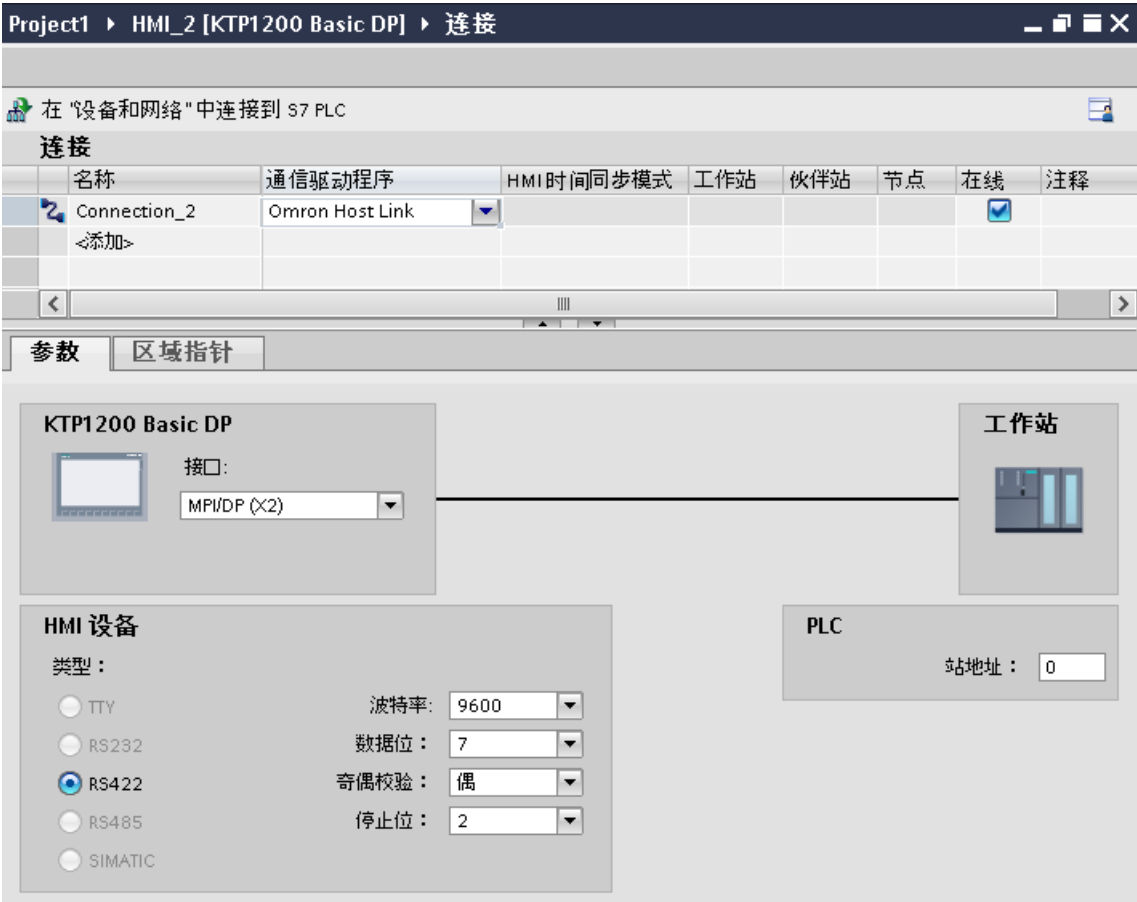 Project1 ▸ HMI_2 [KTP1200 Basic DP] ▸ 连接
在 "设备和网络" 中连接到 S7 PLC
连接
名称 通信驱动程序 HMI时间同步模式 工作站 伙伴站 节点 在线 注释
Connection_2 Omron Host Link
<添加>
参数 区域指针
KTP1200 Basic DP
接口:
MPI/DP (X2)
工作站
HMI 设备
类型：
TTY
RS232
RS422
RS485
SIMATIC
波特率: 9600
数据位： 7
奇偶校验： 偶
停止位： 2
PLC
站地址： 0